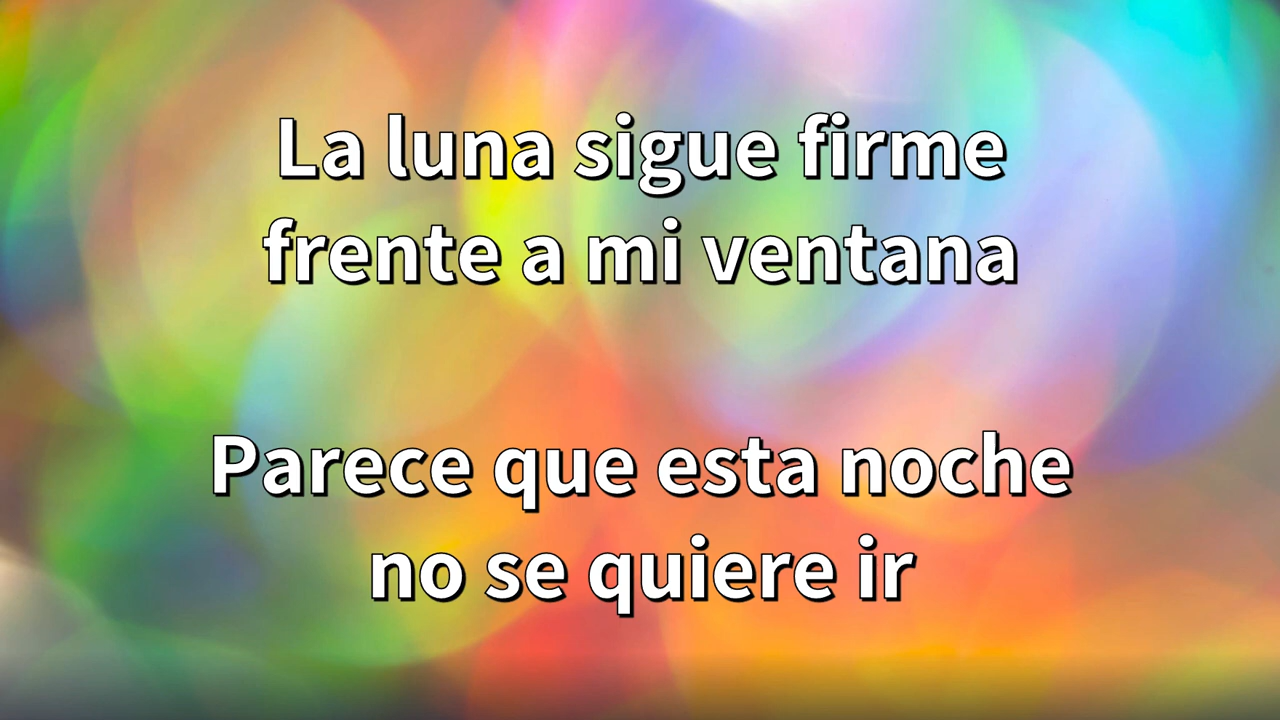 La luna sigue firme
frente a mi ventana
Parece que esta noche
no se quiere ir